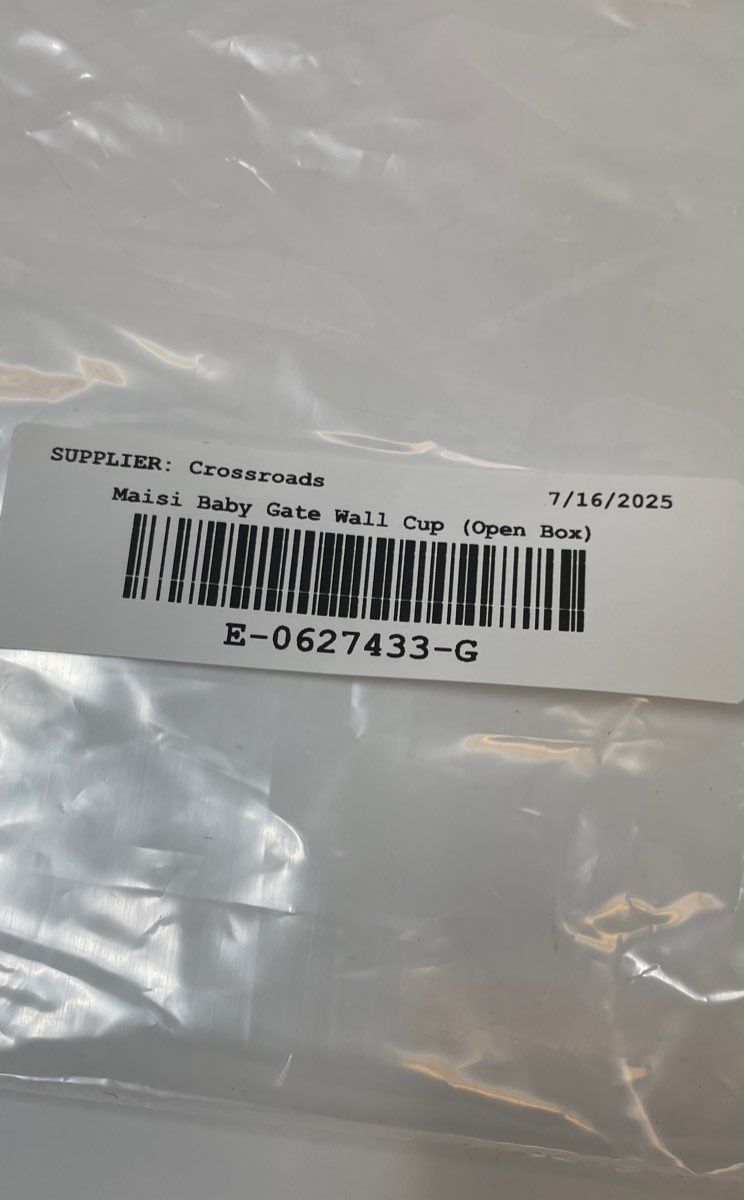 SUPPLIER: Crossroads 7/16/2025
Maisi Baby Gate Wall Cup (Open Box)
E-0627433-G